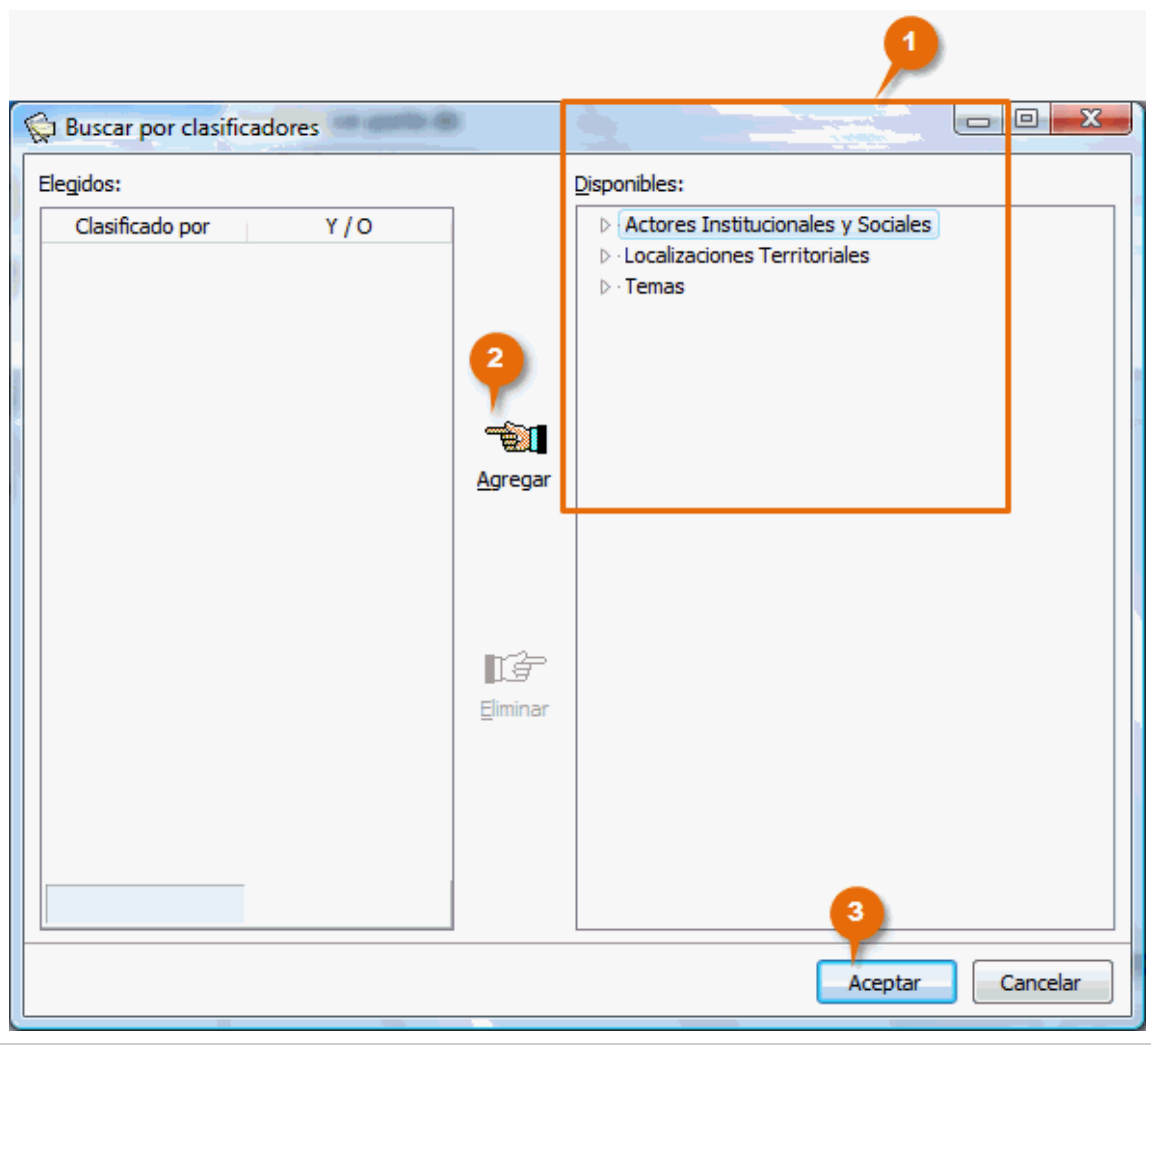 1
Buscar por clasificadores
Elegidos:
Disponibles:
Clasificado por Y / O
Actores Institucionales y Sociales
Localizaciones Territoriales
Temas
2
Agregar
Eliminar
3
Aceptar Cancelar